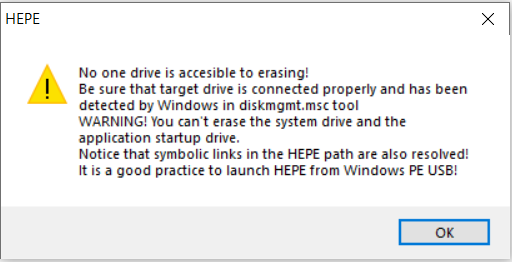 HEPE
No one drive is accesible to erasing!
Be sure that target drive is connected properly and has been
detected by Windows in diskmgmt.msc tool
WARNING! You can't erase the system drive and the
application startup drive.
Notice that symbolic links in the HEPE path are also resolved!
It is a good practice to launch HEPE from Windows PE USB!
OK